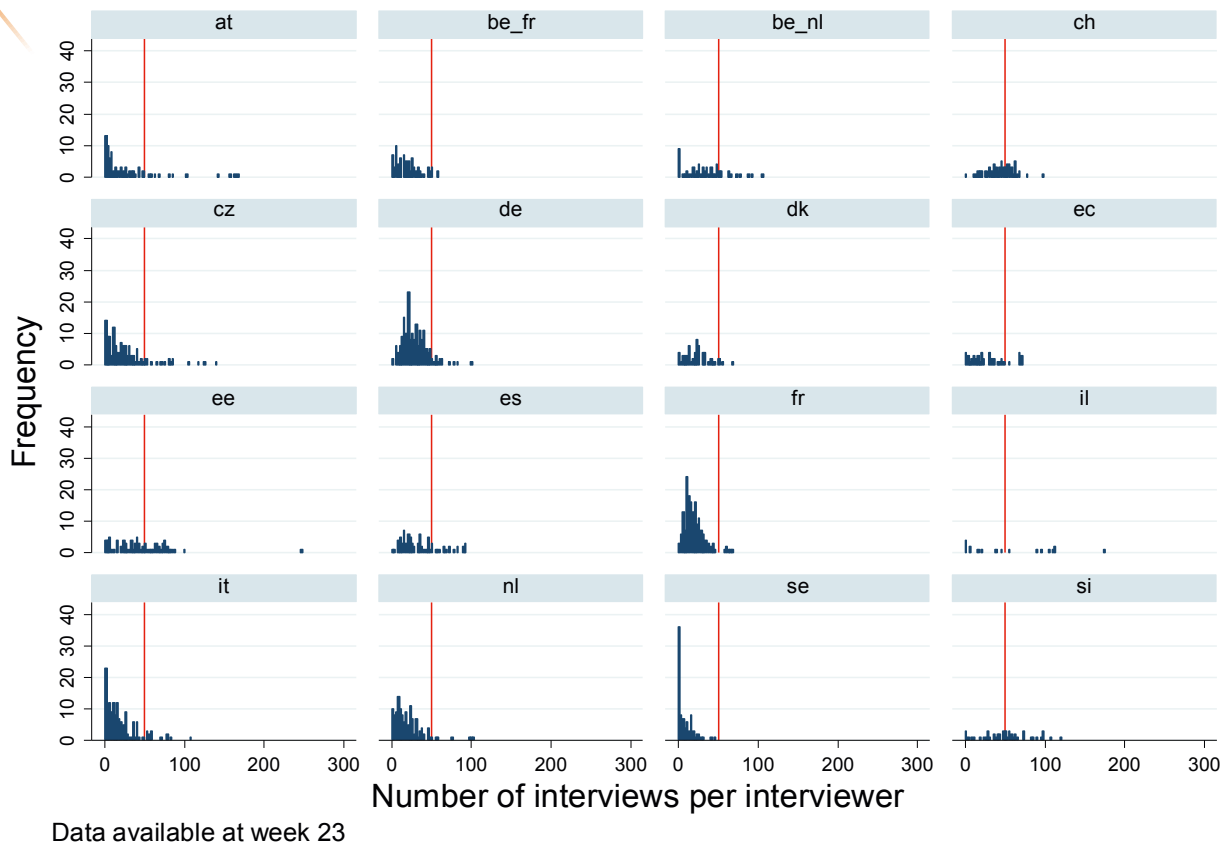 at be_fr be_nl ch
40
30
20
10
0
cz de dk ec
40
30
20
10
0
ee es fr il
40
30
20
10
0
it nl se si
40
30
20
10
0
0 100 200 300 0 100 200 300 0 100 200 300 0 100 200 300
Frequency
Number of interviews per interviewer
Data available at week 23